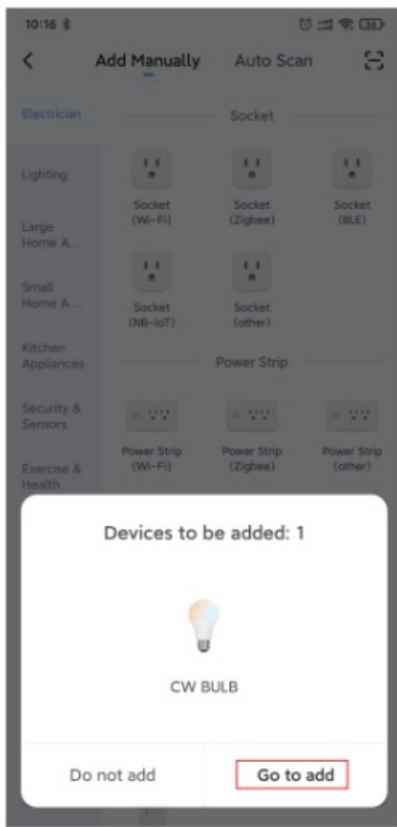 10:16
54
Add Manually Auto Scan
Electrician
Socket
Lighting
Socket
(Wi-Fi)
Socket
(Zigbee)
Socket
(BLE)
Large
Home A...
Small
Home A...
Socket
(NB-IoT)
Socket
(other)
Kitchen
Appliances
Power Strip
Security &
Sensors
Power Strip
(Wi-Fi)
Power Strip
(Zigbee)
Power Strip
(other)
Exercise &
Health
Devices to be added: 1
CW BULB
Do not add Go to add